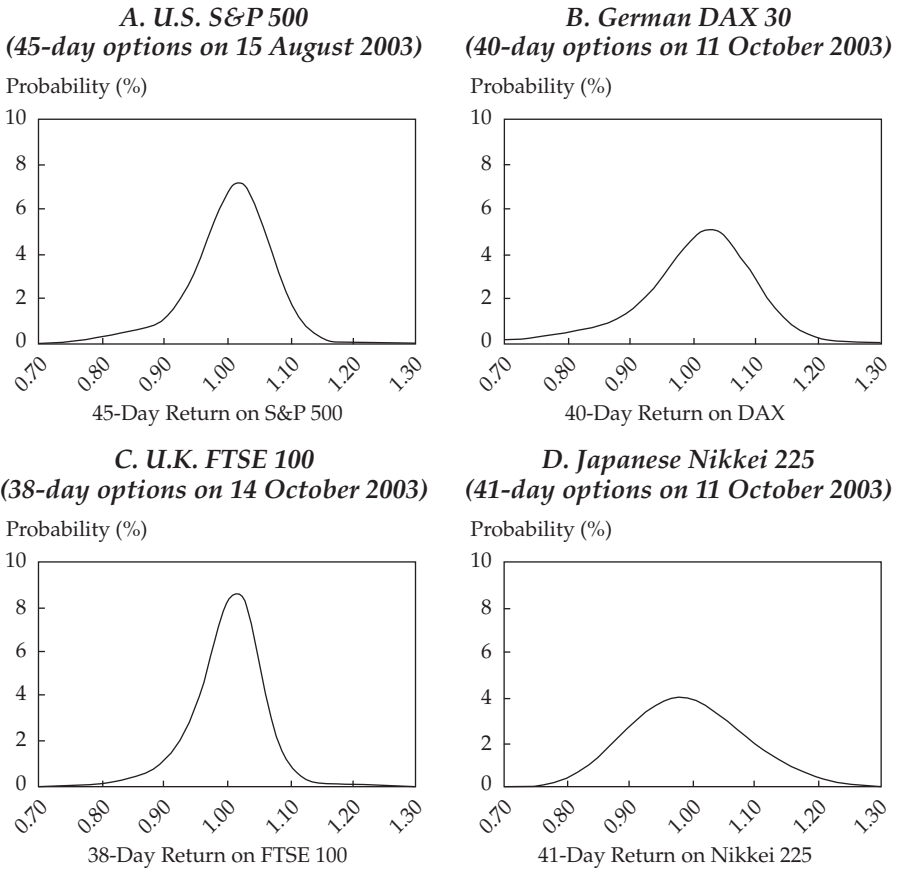 A. U.S. S&P 500
(45-day options on 15 August 2003)
Probability (%)
10
8
6
4
2
0
0.70 0.80 0.90 1.00 1.10 1.20 1.30
45-Day Return on S&P 500
B. German DAX 30
(40-day options on 11 October 2003)
Probability (%)
10
8
6
4
2
0
0.70 0.80 0.90 1.00 1.10 1.20 1.30
40-Day Return on DAX
C. U.K. FTSE 100
(38-day options on 14 October 2003)
Probability (%)
10
8
6
4
2
0
0.70 0.80 0.90 1.00 1.10 1.20 1.30
38-Day Return on FTSE 100
D. Japanese Nikkei 225
(41-day options on 11 October 2003)
Probability (%)
10
8
6
4
2
0
0.70 0.80 0.90 1.00 1.10 1.20 1.30
41-Day Return on Nikkei 225